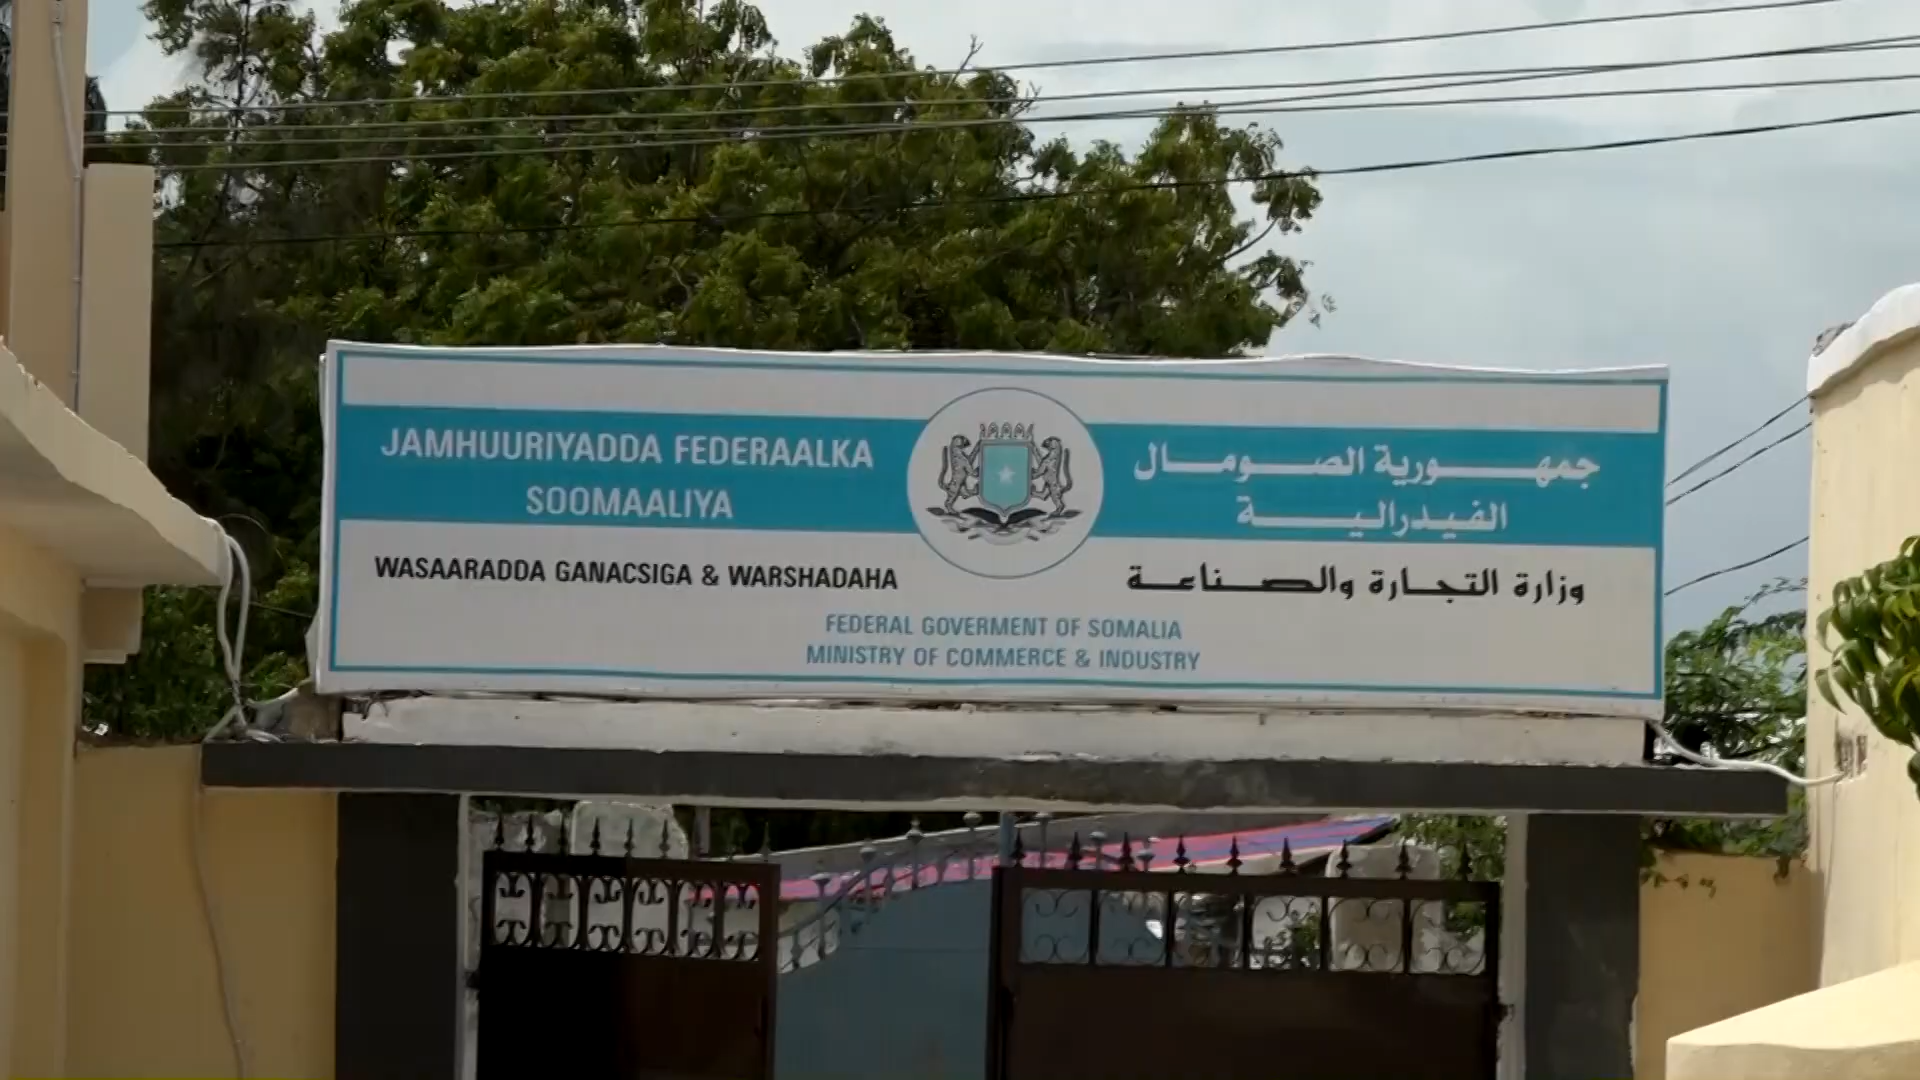 JAMHUURIYADDA FEDERAALKA
SOOMAALIYA
جمهورية الصومال
الفيدرالية
WASAARADDA GANACSIGA & WARSHADAHA
وزارة التجارة والصناعة
FEDERAL GOVERMENT OF SOMALIA
MINISTRY OF COMMERCE & INDUSTRY